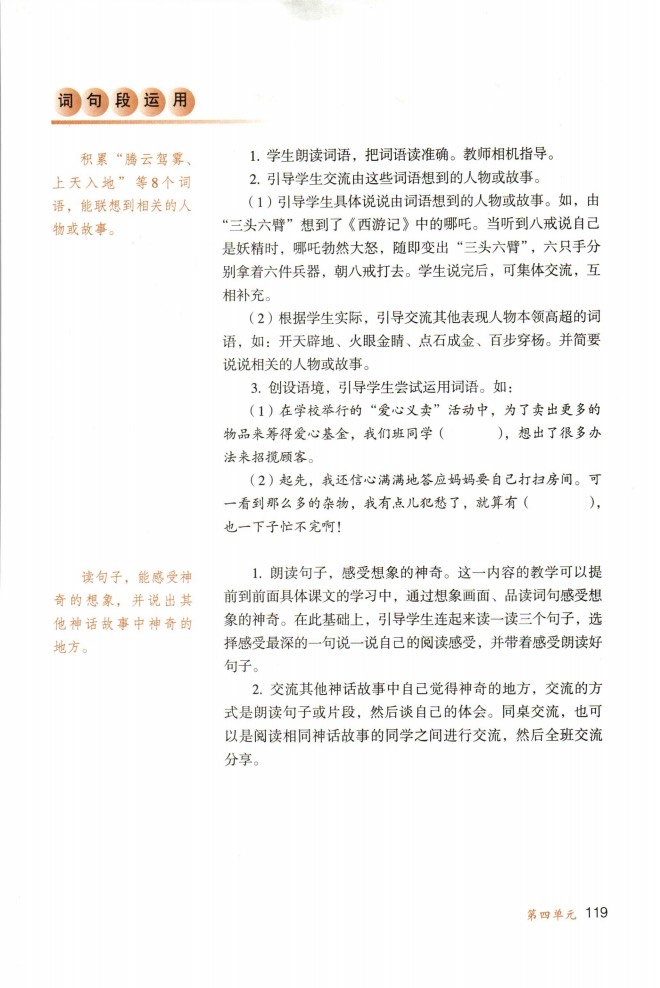 词句段运用
积累“腾云驾雾、
上天入地”等8个词
语，能联想到相关的人
物或故事。
1. 学生朗读词语，把词语读准确。教师相机指导。
2. 引导学生交流由这些词语想到的人物或故事。
（1）引导学生具体说说由词语想到的人物或故事。如，由
“三头六臂”想到了《西游记》中的哪吒。当听到八戒说自己
是妖精时，哪吒勃然大怒，随即变出“三头六臂”，六只手分
别拿着六件兵器，朝八戒打去。学生说完后，可集体交流，互
相补充。
（2）根据学生实际，引导交流其他表现人物本领高超的词
语，如：开天辟地、火眼金睛、点石成金、百步穿杨。并简要
说说相关的人物或故事。
3. 创设语境，引导学生尝试运用词语。如：
（1）在学校举行的“爱心义卖”活动中，为了卖出更多的
物品来筹得爱心基金，我们班同学（　　　），想出了很多办
法来招揽顾客。
（2）起先，我还信心满满地答应妈妈要自己打扫房间。可
一看到那么多的杂物，我有点儿犯愁了，就算有（　　　），
也一下子忙不完啊！
读句子，能感受神
奇的想象，并说出其
他神话故事中神奇的
地方。
1. 朗读句子，感受想象的神奇。这一内容的教学可以提
前到前面具体课文的学习中，通过想象画面、品读词句感受想
象的神奇。在此基础上，引导学生连起来读一读三个句子，选
择感受最深的一句说一说自己的阅读感受，并带着感受朗读好
句子。
2. 交流其他神话故事中自己觉得神奇的地方，交流的方
式是朗读句子或片段，然后谈自己的体会。同桌交流，也可
以是阅读相同神话故事的同学之间进行交流，然后全班交流
分享。
第四单元 119